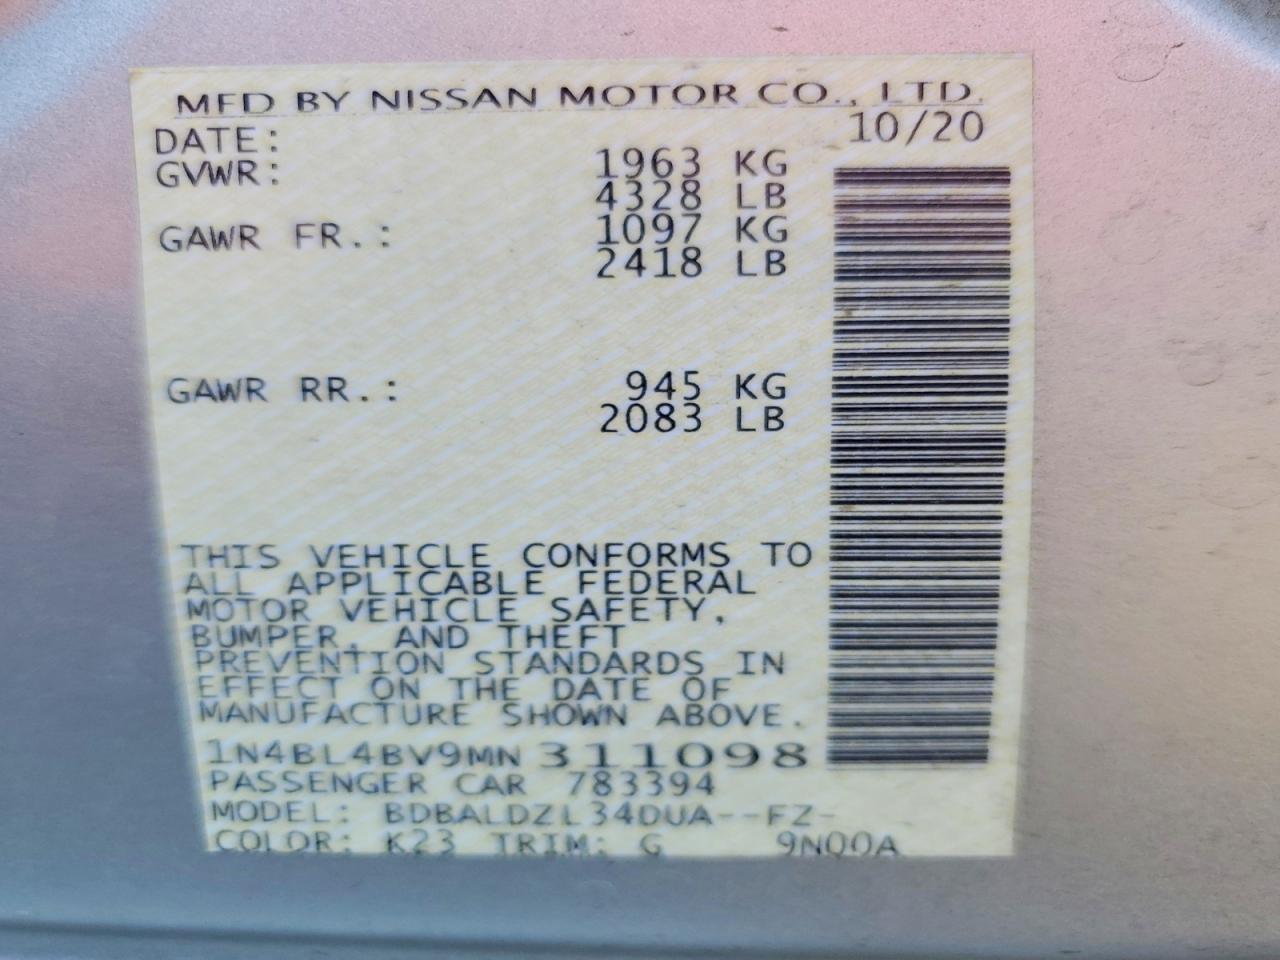 MFD BY NISSAN MOTOR CO., LTD.
DATE: 10/20
GVWR: 1963 KG
4328 LB
GAWR FR.: 1097 KG
2418 LB
GAWR RR.: 945 KG
2083 LB
THIS VEHICLE CONFORMS TO
ALL APPLICABLE FEDERAL
MOTOR VEHICLE SAFETY,
BUMPER, AND THEFT
PREVENTION STANDARDS IN
EFFECT ON THE DATE OF
MANUFACTURE SHOWN ABOVE.
1N4BL4BV9MN311098
PASSENGER CAR 783394
MODEL: BDBALDZL34DUA--FZ-
COLOR: K23 TRIM: G 9N00A